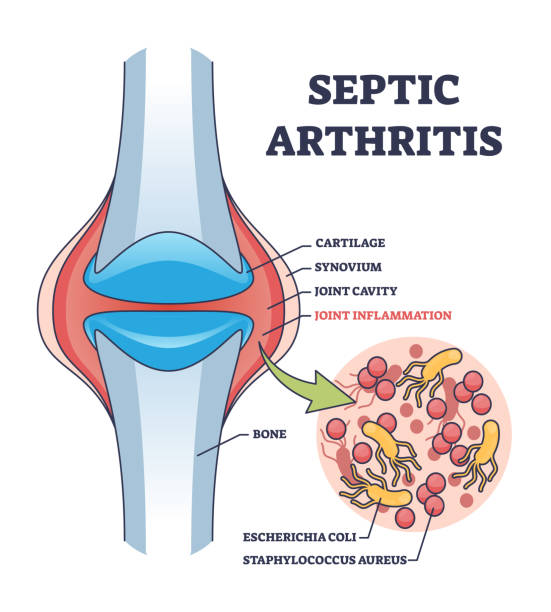 SEPTIC
ARTHRITIS
CARTILAGE
SYNOVIUM
JOINT CAVITY
JOINT INFLAMMATION
BONE
ESCHERICHIA COLI
STAPHYLOCOCCUS AUREUS